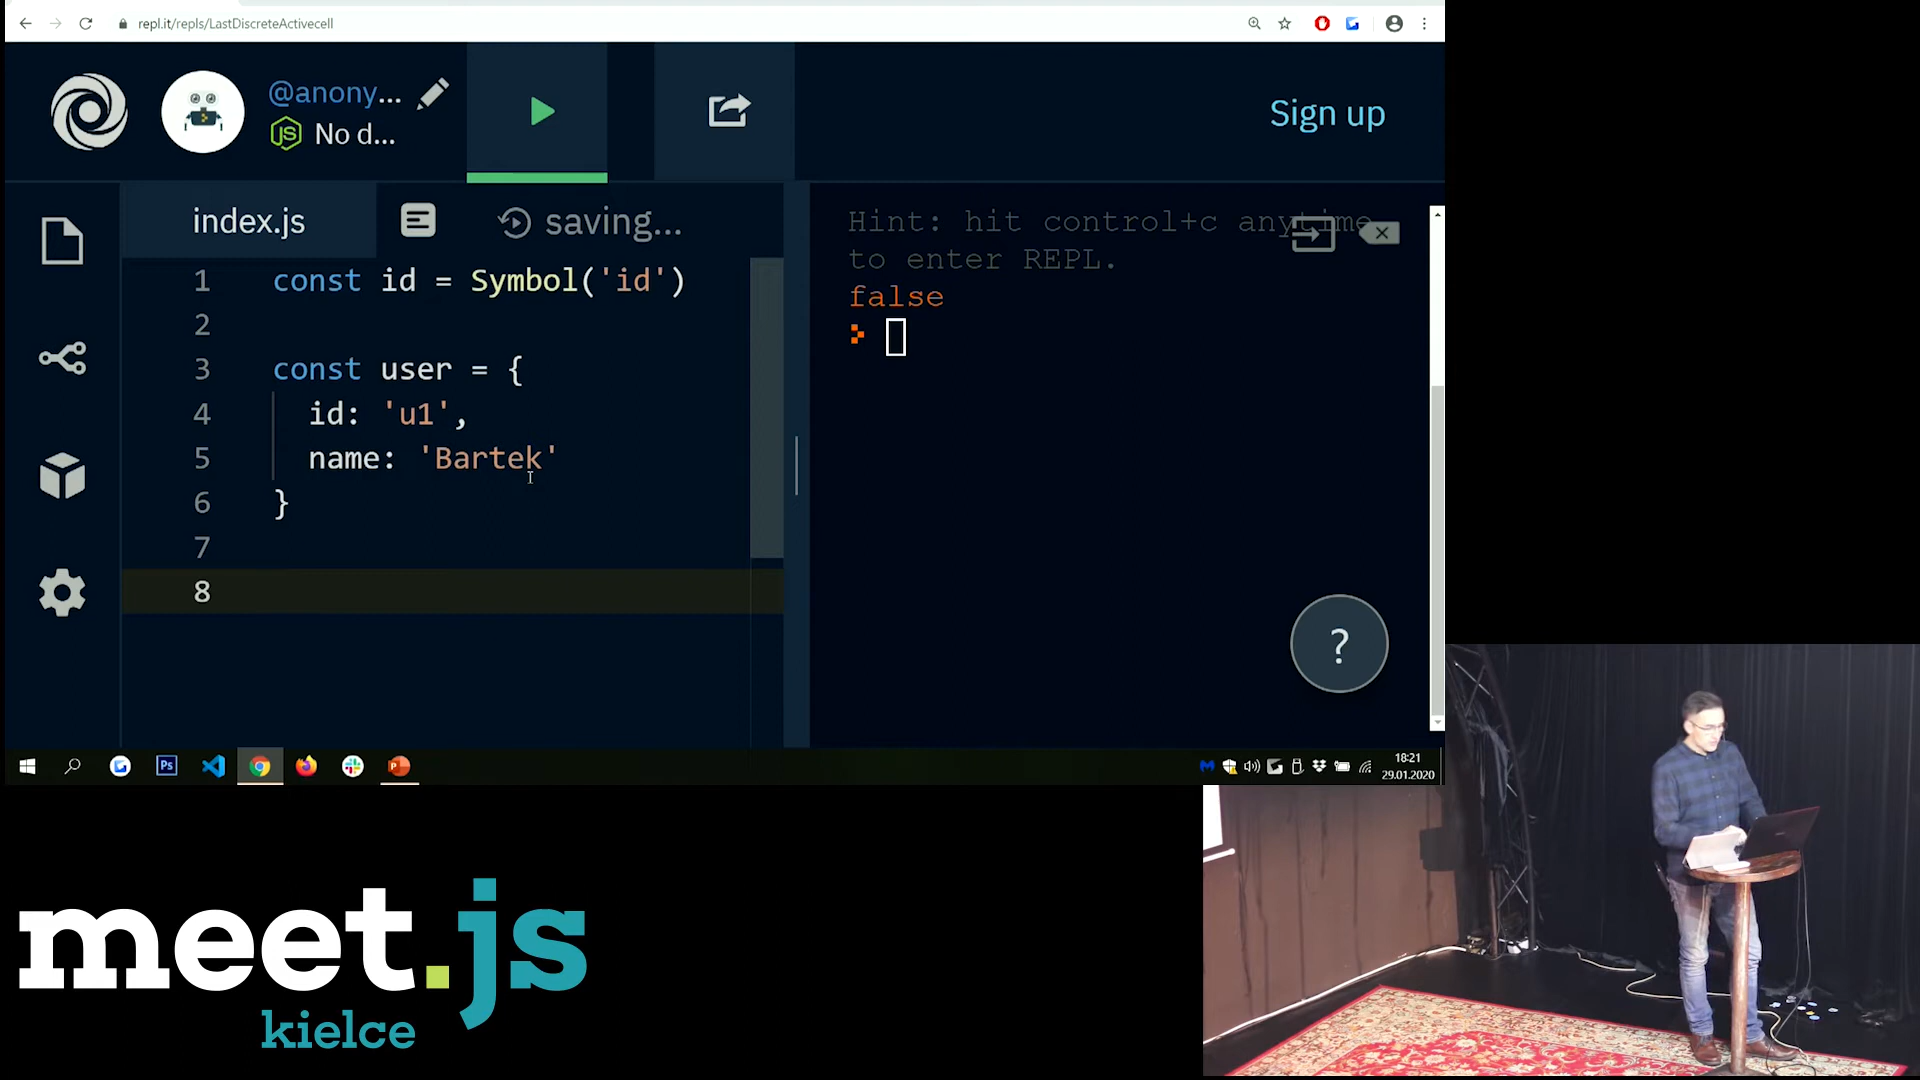 repl.it/repls/LastDiscreteActivecell
@anony...
JS No d...
Sign up
index.js
saving...
1 const id = Symbol('id')
2
3 const user = {
4 id: 'u1',
5 name: 'Bartek'
6 }
7
8
Hint: hit control+c anytime
to enter REPL.
false
?
Ps
18:21
29.01.2020
meet.js
kielce